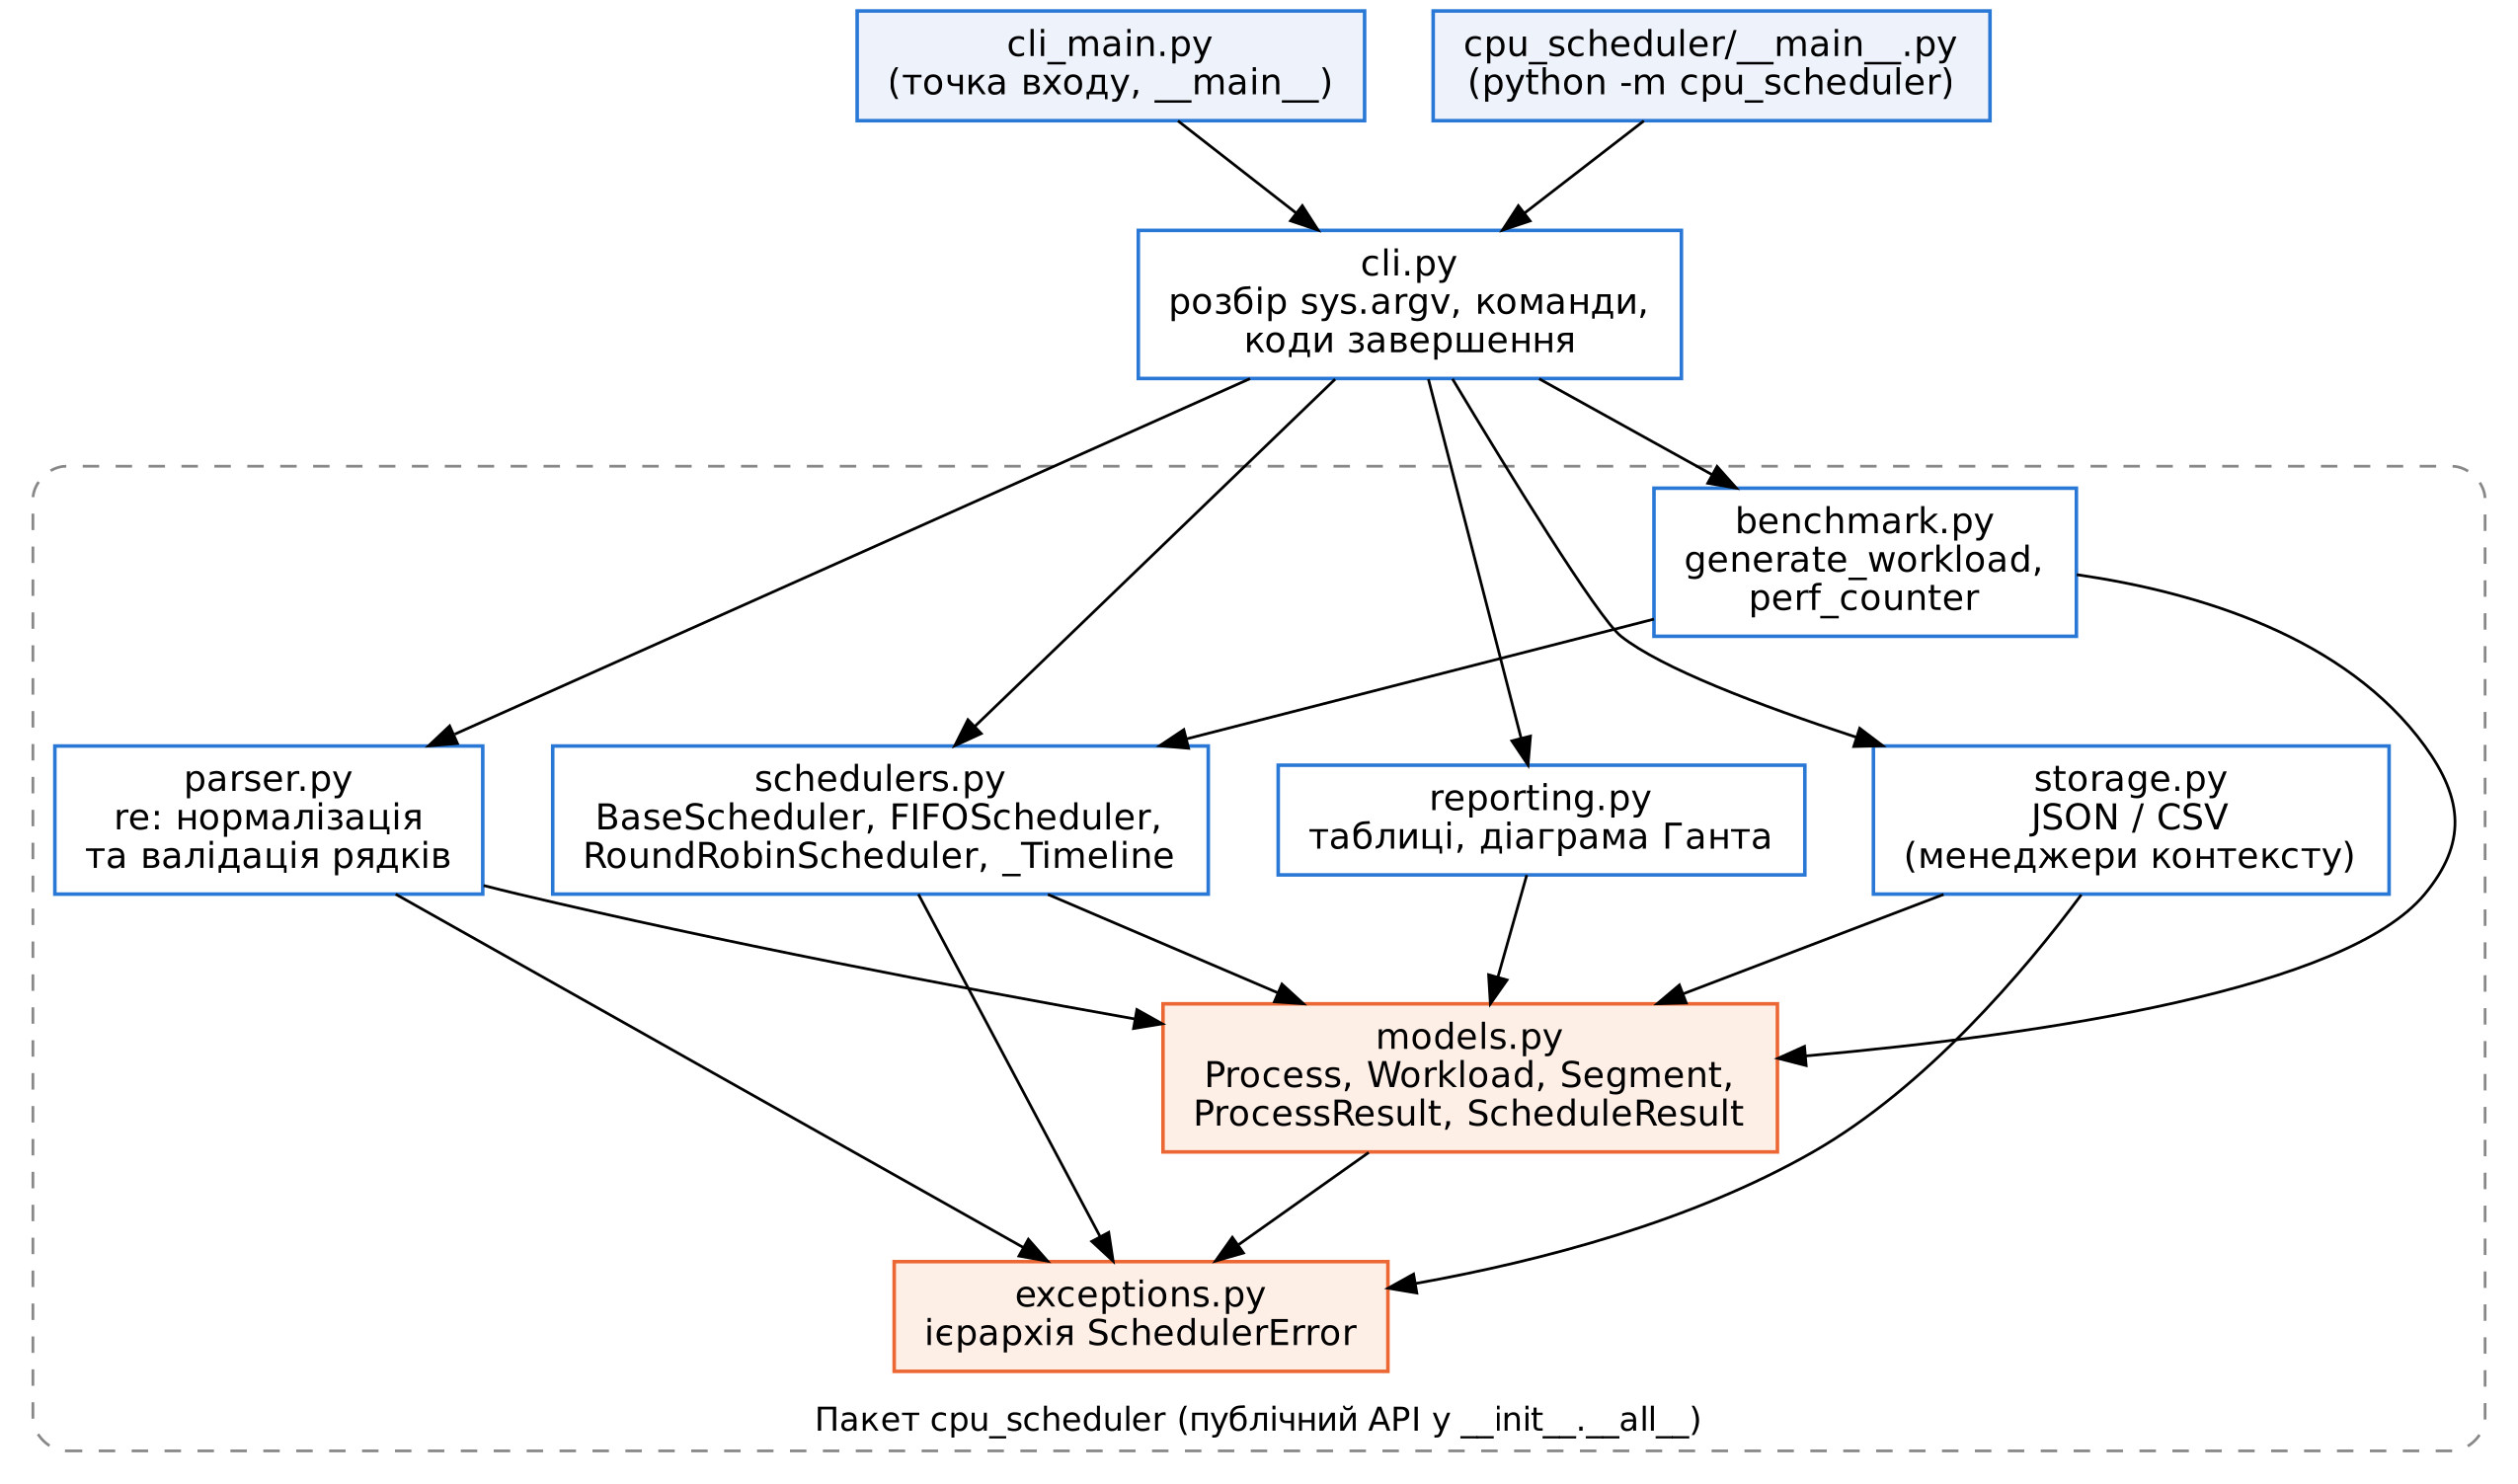 cli_main.py
(точка входу, __main__)
cpu_scheduler/__main__.py
(python -m cpu_scheduler)
cli.py
розбір sys.argv, команди,
коди завершення
benchmark.py
generate_workload,
perf_counter
parser.py
re: нормалізація
та валідація рядків
schedulers.py
BaseScheduler, FIFOScheduler,
RoundRobinScheduler, _Timeline
reporting.py
таблиці, діаграма Ганта
storage.py
JSON / CSV
(менеджери контексту)
models.py
Process, Workload, Segment,
ProcessResult, ScheduleResult
exceptions.py
ієрархія SchedulerError
Пакет cpu_scheduler (публічний API у __init__.__all__)